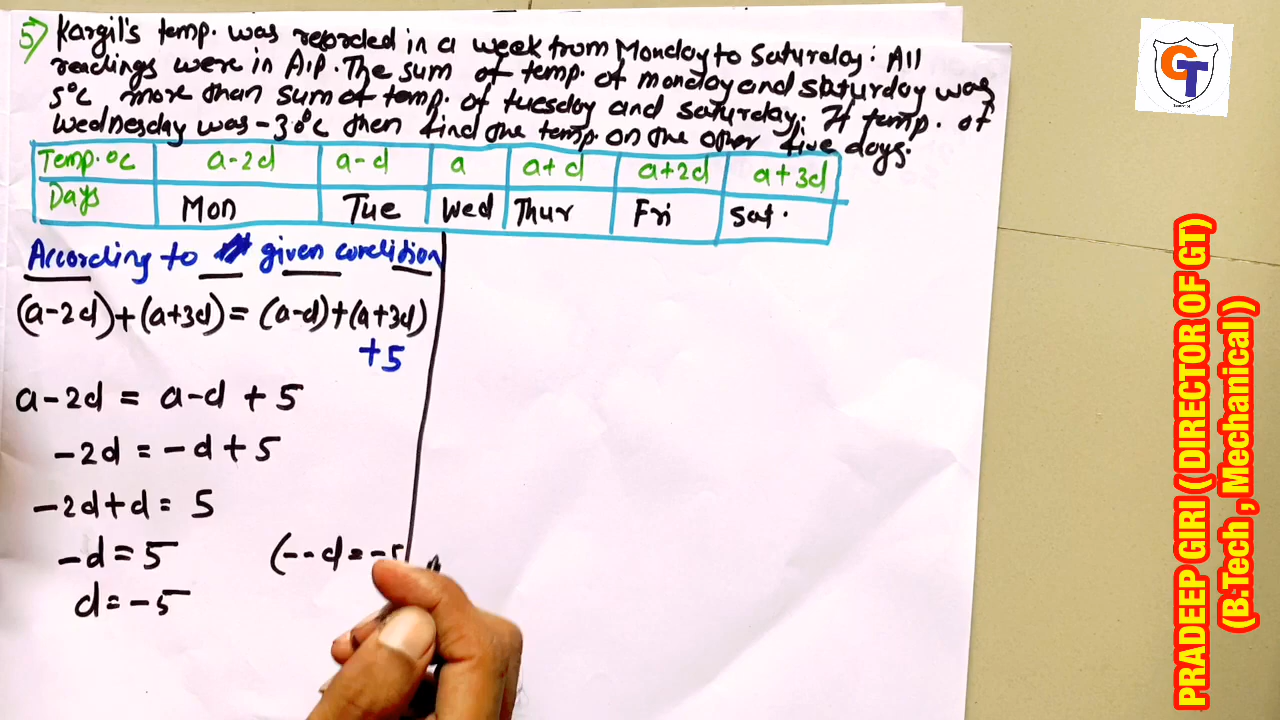 5) Kargil's temp. was recorded in a week from Monday to Saturday: All
readings were in A.P. The sum of temp. of monday and saturday was
5°C more than sum of temp. of tuesday and saturday. If temp. of
wednesday was -30°C then find the temp. on the other five days.
Temp. °C a-2d a-d a a+d a+2d a+3d
Days Mon Tue Wed Thur Fri Sat.
According to given condition
(a-2d)+(a+3d) = (a-d)+(a+3d)
+5
a-2d = a-d + 5
-2d = -d + 5
-2d+d = 5
-d = 5 (--d = -5
d = -5
GT
PRADEEP GIRI ( DIRECTOR OF GT)
(B.Tech , Mechanical )